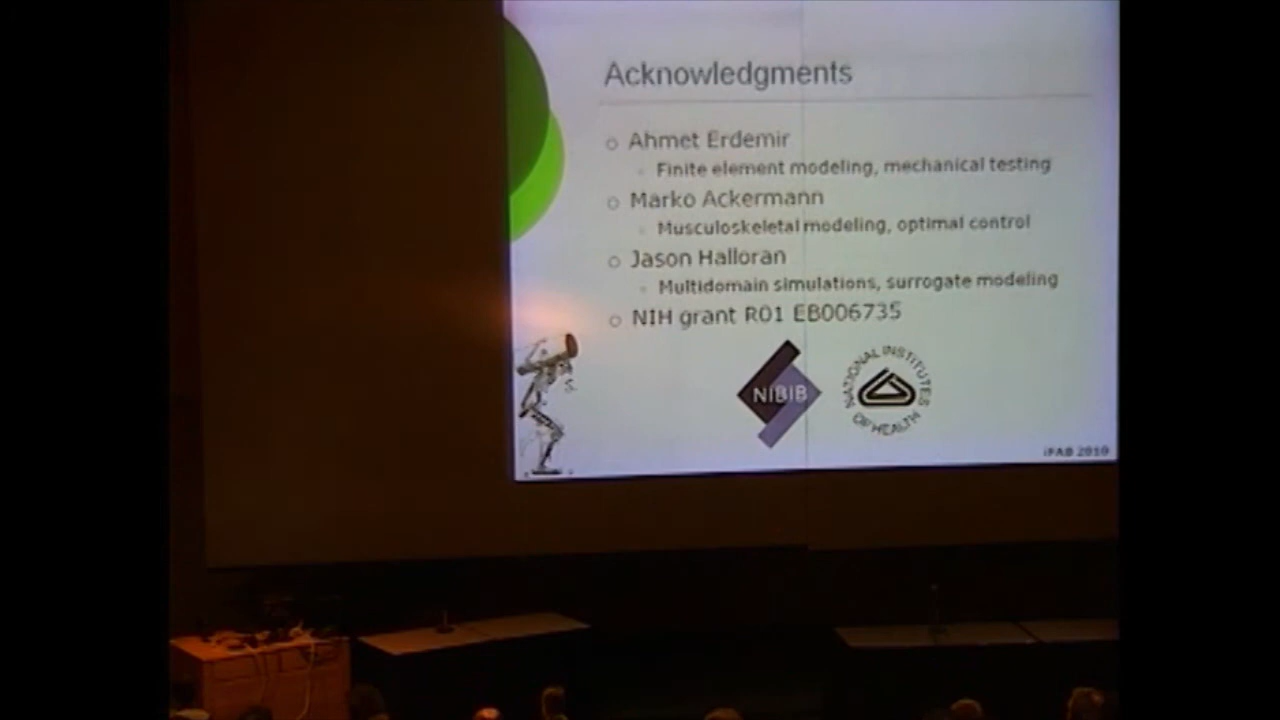 Acknowledgments
Ahmet Erdemir
Finite element modeling, mechanical testing
Marko Ackermann
Musculoskeletal modeling, optimal control
Jason Halloran
Multidomain simulations, surrogate modeling
NIH grant R01 EB006735
NIBIB
NATIONAL INSTITUTES OF HEALTH
iFAB 2010